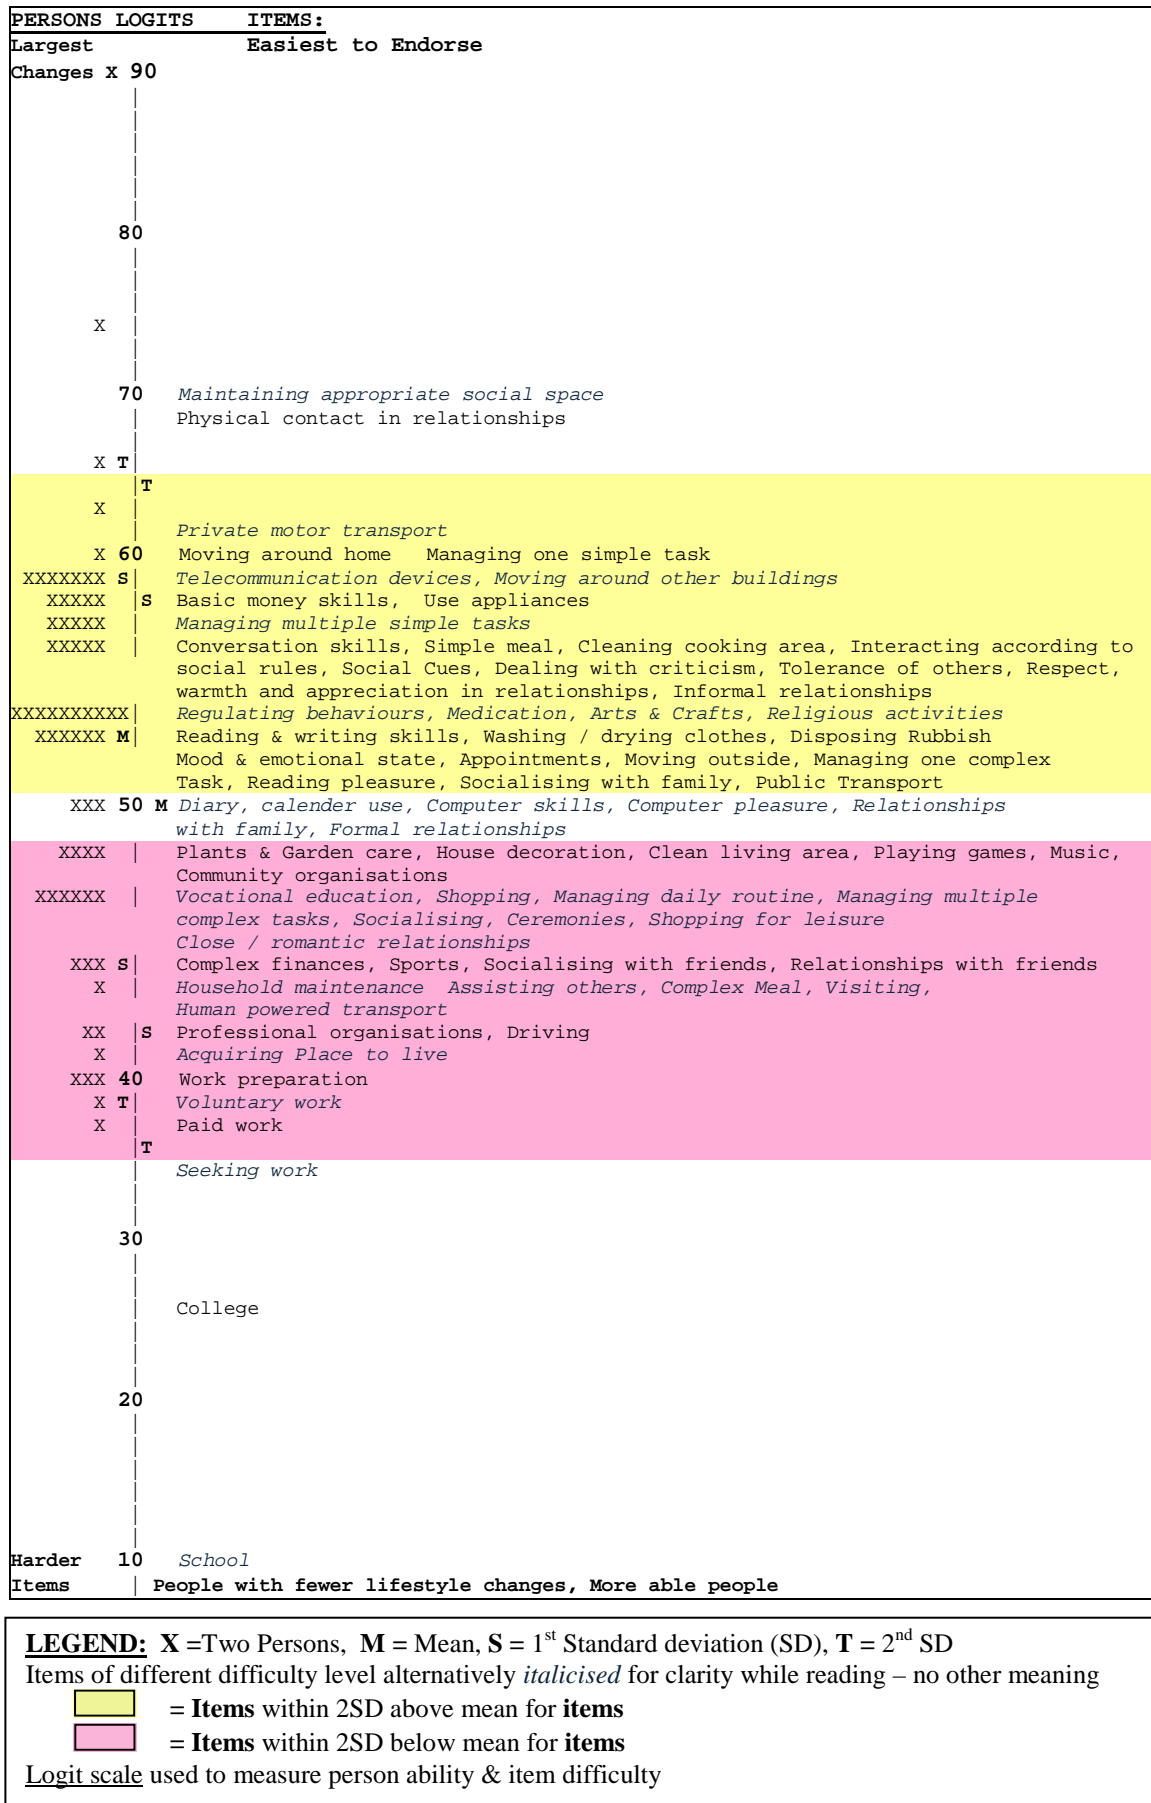 PERSONS LOGITS ITEMS:
Largest Easiest to Endorse
Changes X 90
|
|
|
|
|
|
80
|
|
|
X |
|
|
70 Maintaining appropriate social space
| Physical contact in relationships
|
X T|
|T
X |
| Private motor transport
X 60 Moving around home Managing one simple task
XXXXXXX S| Telecommunication devices, Moving around other buildings
XXXXX |S Basic money skills, Use appliances
XXXXX | Managing multiple simple tasks
XXXXX | Conversation skills, Simple meal, Cleaning cooking area, Interacting according to
social rules, Social Cues, Dealing with criticism, Tolerance of others, Respect,
warmth and appreciation in relationships, Informal relationships
XXXXXXXXXX| Regulating behaviours, Medication, Arts & Crafts, Religious activities
XXXXXX M| Reading & writing skills, Washing / drying clothes, Disposing Rubbish
Mood & emotional state, Appointments, Moving outside, Managing one complex
Task, Reading pleasure, Socialising with family, Public Transport
XXX 50 M Diary, calender use, Computer skills, Computer pleasure, Relationships
with family, Formal relationships
XXXX | Plants & Garden care, House decoration, Clean living area, Playing games, Music,
Community organisations
XXXXXX | Vocational education, Shopping, Managing daily routine, Managing multiple
complex tasks, Socialising, Ceremonies, Shopping for leisure
Close / romantic relationships
XXX S| Complex finances, Sports, Socialising with friends, Relationships with friends
X | Household maintenance Assisting others, Complex Meal, Visiting,
Human powered transport
XX |S Professional organisations, Driving
X | Acquiring Place to live
XXX 40 Work preparation
X T| Voluntary work
X | Paid work
|T
| Seeking work
|
|
30
|
|
| College
|
|
|
20
|
|
|
|
|
|
Harder 10 School
Items | People with fewer lifestyle changes, More able people
LEGEND: X =Two Persons, M = Mean, S = 1st Standard deviation (SD), T = 2nd SD
Items of different difficulty level alternatively italicised for clarity while reading – no other meaning
= Items within 2SD above mean for items
= Items within 2SD below mean for items
Logit scale used to measure person ability & item difficulty